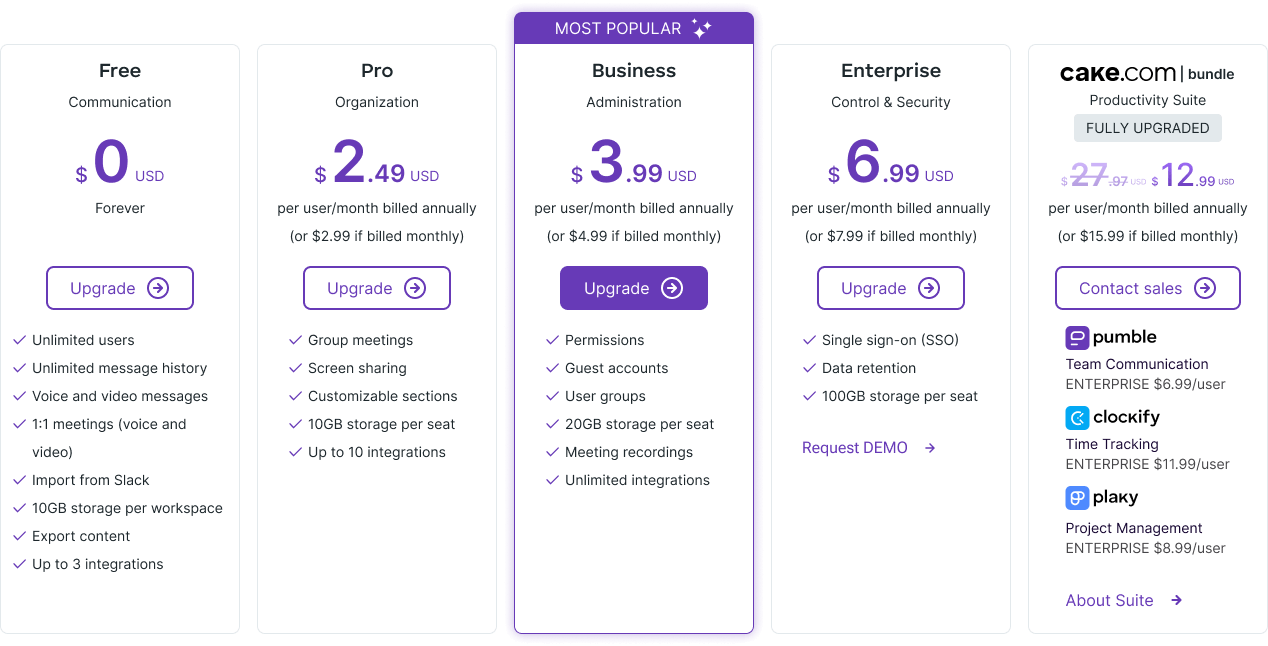 MOST POPULAR
Free
Communication
$ 0 USD
Forever
Upgrade
Unlimited users
Unlimited message history
Voice and video messages
1:1 meetings (voice and
video)
Import from Slack
10GB storage per workspace
Export content
Up to 3 integrations
Pro
Organization
$ 2.49 USD
per user/month billed annually
(or $2.99 if billed monthly)
Upgrade
Group meetings
Screen sharing
Customizable sections
10GB storage per seat
Up to 10 integrations
Business
Administration
$ 3.99 USD
per user/month billed annually
(or $4.99 if billed monthly)
Upgrade
Permissions
Guest accounts
User groups
20GB storage per seat
Meeting recordings
Unlimited integrations
Enterprise
Control & Security
$ 6.99 USD
per user/month billed annually
(or $7.99 if billed monthly)
Upgrade
Single sign-on (SSO)
Data retention
100GB storage per seat
Request DEMO
cake.com | bundle
Productivity Suite
FULLY UPGRADED
$ 27.97 USD $ 12.99 USD
per user/month billed annually
(or $15.99 if billed monthly)
Contact sales
pumble
Team Communication
ENTERPRISE $6.99/user
clockify
Time Tracking
ENTERPRISE $11.99/user
plaky
Project Management
ENTERPRISE $8.99/user
About Suite